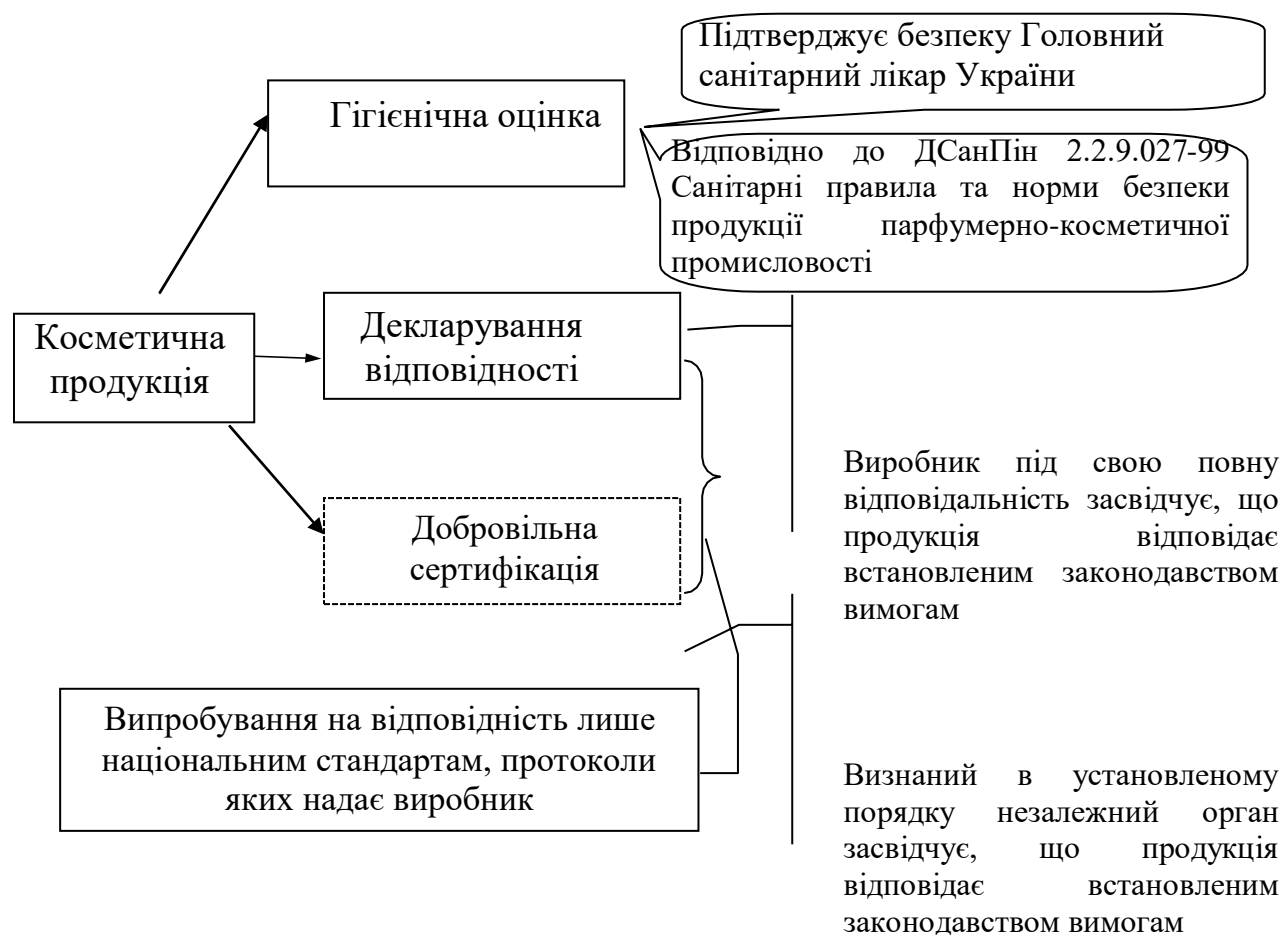 Підтверджує безпеку Головний
санітарний лікар України
Гігієнічна оцінка
Відповідно до ДСанПін 2.2.9.027-99
Санітарні правила та норми безпеки
продукції парфумерно-косметичної
промисловості
Косметична
продукція
Декларування
відповідності
Добровільна
сертифікація
Виробник під свою повну
відповідальність засвідчує, що
продукція відповідає
встановленим законодавством
вимогам
Випробування на відповідність лише
національним стандартам, протоколи
яких надає виробник
Визнаний в установленому
порядку незалежний орган
засвідчує, що продукція
відповідає встановленим
законодавством вимогам